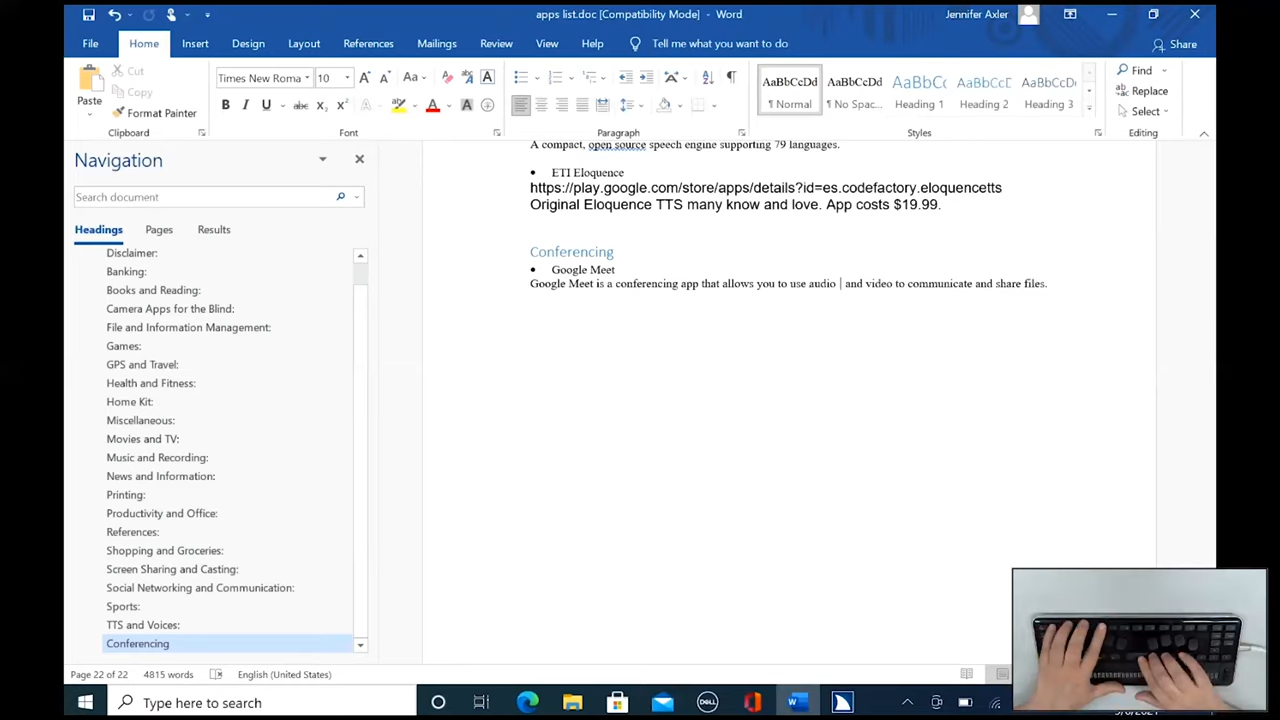 apps list.doc [Compatibility Mode] - Word
Jennifer Axler
File Home Insert Design Layout References Mailings Review View Help Tell me what you want to do Share
Paste
Cut
Copy
Format Painter
Clipboard
Times New Roma 10
Font
Paragraph
AaBbCcDd AaBbCcDd AaBbCc AaBbCcD AaBbCcDd
¶ Normal ¶ No Spac... Heading 1 Heading 2 Heading 3
Styles
Find
Replace
Select
Editing
Navigation
Search document
Headings Pages Results
Disclaimer:
Banking:
Books and Reading:
Camera Apps for the Blind:
File and Information Management:
Games:
GPS and Travel:
Health and Fitness:
Home Kit:
Miscellaneous:
Movies and TV:
Music and Recording:
News and Information:
Printing:
Productivity and Office:
References:
Shopping and Groceries:
Screen Sharing and Casting:
Social Networking and Communication:
Sports:
TTS and Voices:
Conferencing
A compact, open source speech engine supporting 79 languages.
• ETI Eloquence
https://play.google.com/store/apps/details?id=es.codefactory.eloquencetts
Original Eloquence TTS many know and love. App costs $19.99.
Conferencing
• Google Meet
Google Meet is a conferencing app that allows you to use audio and video to communicate and share files.
Page 22 of 22 4815 words English (United States)
Type here to search
DELL